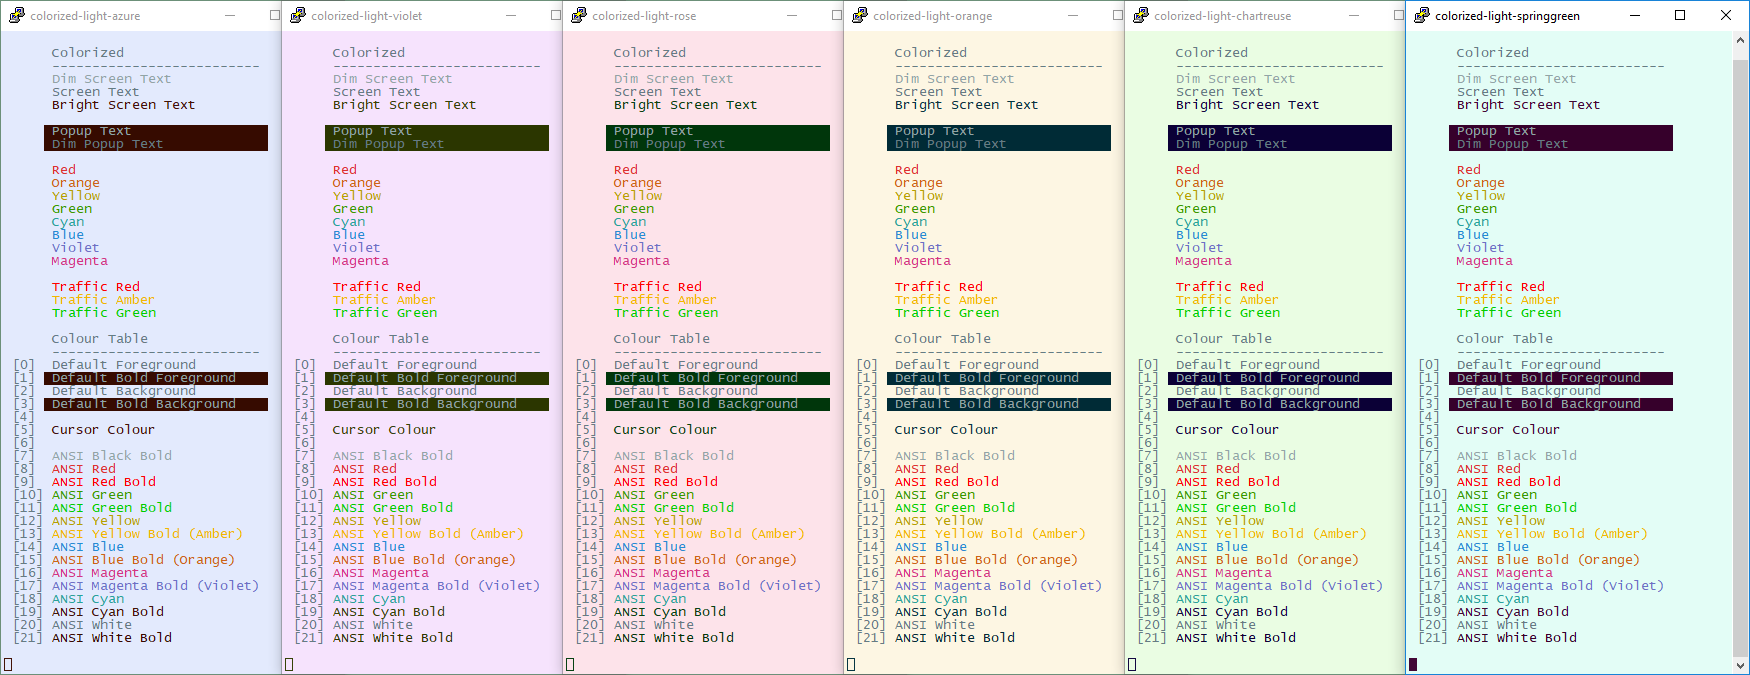 colorized-light-azure
Colorized
--------------------------
Dim Screen Text
Screen Text
Bright Screen Text
Popup Text
Dim Popup Text
Red
Orange
Yellow
Green
Cyan
Blue
Violet
Magenta
Traffic Red
Traffic Amber
Traffic Green
Colour Table
--------------------------
[0] Default Foreground
[1] Default Bold Foreground
[2] Default Background
[3] Default Bold Background
[4]
[5] Cursor Colour
[6]
[7] ANSI Black Bold
[8] ANSI Red
[9] ANSI Red Bold
[10] ANSI Green
[11] ANSI Green Bold
[12] ANSI Yellow
[13] ANSI Yellow Bold (Amber)
[14] ANSI Blue
[15] ANSI Blue Bold (Orange)
[16] ANSI Magenta
[17] ANSI Magenta Bold (Violet)
[18] ANSI Cyan
[19] ANSI Cyan Bold
[20] ANSI White
[21] ANSI White Bold
colorized-light-violet
Colorized
--------------------------
Dim Screen Text
Screen Text
Bright Screen Text
Popup Text
Dim Popup Text
Red
Orange
Yellow
Green
Cyan
Blue
Violet
Magenta
Traffic Red
Traffic Amber
Traffic Green
Colour Table
--------------------------
[0] Default Foreground
[1] Default Bold Foreground
[2] Default Background
[3] Default Bold Background
[4]
[5] Cursor Colour
[6]
[7] ANSI Black Bold
[8] ANSI Red
[9] ANSI Red Bold
[10] ANSI Green
[11] ANSI Green Bold
[12] ANSI Yellow
[13] ANSI Yellow Bold (Amber)
[14] ANSI Blue
[15] ANSI Blue Bold (Orange)
[16] ANSI Magenta
[17] ANSI Magenta Bold (Violet)
[18] ANSI Cyan
[19] ANSI Cyan Bold
[20] ANSI White
[21] ANSI White Bold
colorized-light-rose
Colorized
--------------------------
Dim Screen Text
Screen Text
Bright Screen Text
Popup Text
Dim Popup Text
Red
Orange
Yellow
Green
Cyan
Blue
Violet
Magenta
Traffic Red
Traffic Amber
Traffic Green
Colour Table
--------------------------
[0] Default Foreground
[1] Default Bold Foreground
[2] Default Background
[3] Default Bold Background
[4]
[5] Cursor Colour
[6]
[7] ANSI Black Bold
[8] ANSI Red
[9] ANSI Red Bold
[10] ANSI Green
[11] ANSI Green Bold
[12] ANSI Yellow
[13] ANSI Yellow Bold (Amber)
[14] ANSI Blue
[15] ANSI Blue Bold (Orange)
[16] ANSI Magenta
[17] ANSI Magenta Bold (Violet)
[18] ANSI Cyan
[19] ANSI Cyan Bold
[20] ANSI White
[21] ANSI White Bold
colorized-light-orange
Colorized
--------------------------
Dim Screen Text
Screen Text
Bright Screen Text
Popup Text
Dim Popup Text
Red
Orange
Yellow
Green
Cyan
Blue
Violet
Magenta
Traffic Red
Traffic Amber
Traffic Green
Colour Table
--------------------------
[0] Default Foreground
[1] Default Bold Foreground
[2] Default Background
[3] Default Bold Background
[4]
[5] Cursor Colour
[6]
[7] ANSI Black Bold
[8] ANSI Red
[9] ANSI Red Bold
[10] ANSI Green
[11] ANSI Green Bold
[12] ANSI Yellow
[13] ANSI Yellow Bold (Amber)
[14] ANSI Blue
[15] ANSI Blue Bold (Orange)
[16] ANSI Magenta
[17] ANSI Magenta Bold (Violet)
[18] ANSI Cyan
[19] ANSI Cyan Bold
[20] ANSI White
[21] ANSI White Bold
colorized-light-chartreuse
Colorized
--------------------------
Dim Screen Text
Screen Text
Bright Screen Text
Popup Text
Dim Popup Text
Red
Orange
Yellow
Green
Cyan
Blue
Violet
Magenta
Traffic Red
Traffic Amber
Traffic Green
Colour Table
--------------------------
[0] Default Foreground
[1] Default Bold Foreground
[2] Default Background
[3] Default Bold Background
[4]
[5] Cursor Colour
[6]
[7] ANSI Black Bold
[8] ANSI Red
[9] ANSI Red Bold
[10] ANSI Green
[11] ANSI Green Bold
[12] ANSI Yellow
[13] ANSI Yellow Bold (Amber)
[14] ANSI Blue
[15] ANSI Blue Bold (Orange)
[16] ANSI Magenta
[17] ANSI Magenta Bold (Violet)
[18] ANSI Cyan
[19] ANSI Cyan Bold
[20] ANSI White
[21] ANSI White Bold
colorized-light-springgreen
Colorized
--------------------------
Dim Screen Text
Screen Text
Bright Screen Text
Popup Text
Dim Popup Text
Red
Orange
Yellow
Green
Cyan
Blue
Violet
Magenta
Traffic Red
Traffic Amber
Traffic Green
Colour Table
--------------------------
[0] Default Foreground
[1] Default Bold Foreground
[2] Default Background
[3] Default Bold Background
[4]
[5] Cursor Colour
[6]
[7] ANSI Black Bold
[8] ANSI Red
[9] ANSI Red Bold
[10] ANSI Green
[11] ANSI Green Bold
[12] ANSI Yellow
[13] ANSI Yellow Bold (Amber)
[14] ANSI Blue
[15] ANSI Blue Bold (Orange)
[16] ANSI Magenta
[17] ANSI Magenta Bold (Violet)
[18] ANSI Cyan
[19] ANSI Cyan Bold
[20] ANSI White
[21] ANSI White Bold